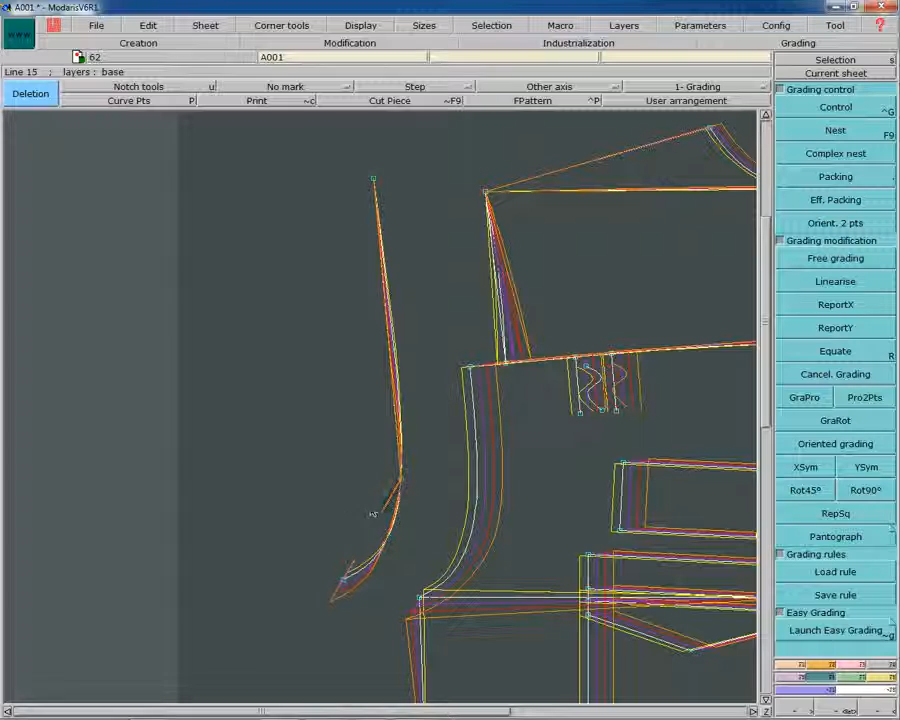 A001 * - ModarisV6R1
www
File Edit Sheet Corner tools Display Sizes Selection Macro Layers Parameters Config Tool ?
Creation Modification Industrialization Grading
62 A001
Selection s
Line 15 ; layers : base
Current sheet
Deletion
Notch tools u No mark Step Other axis 1- Grading
Curve Pts P Print ~c Cut Piece ~F9 FPattern ^P User arrangement
Grading control
Control ^G
Nest F9
Complex nest
Packing .
Eff. Packing
Orient. 2 pts
Grading modification
Free grading
Linearise
ReportX
ReportY
Equate R
Cancel. Grading
GraPro Pro2Pts
GraRot
Oriented grading
XSym YSym
Rot45° Rot90°
RepSq
Pantograph
Grading rules
Load rule
Save rule
Easy Grading
Launch Easy Grading ~g
Z